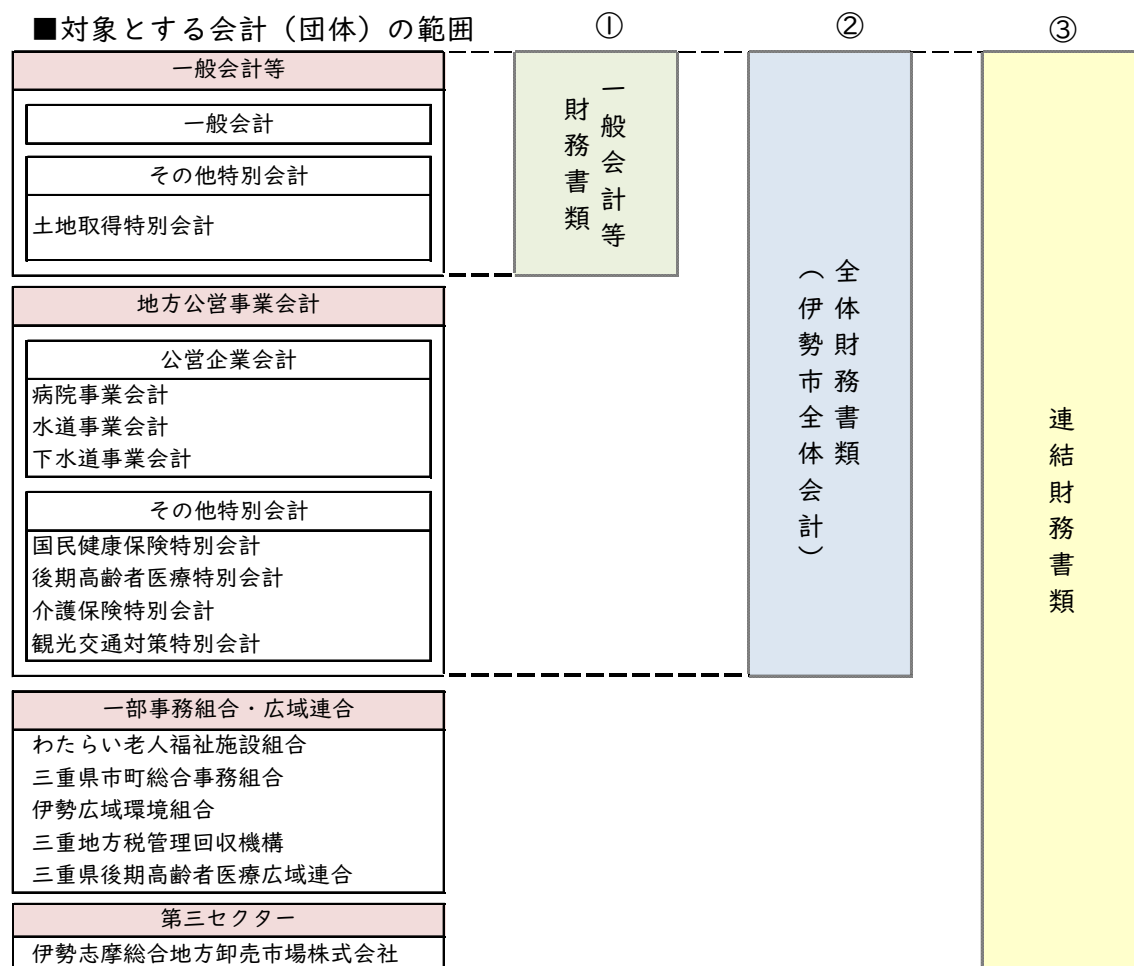 ■対象とする会計（団体）の範囲
①
②
③
一般会計等
一般会計
その他特別会計
土地取得特別会計
一般会計等
財務書類
全体財務書類
（伊勢市全体会計）
連結財務書類
地方公営事業会計
公営企業会計
病院事業会計
水道事業会計
下水道事業会計
その他特別会計
国民健康保険特別会計
後期高齢者医療特別会計
介護保険特別会計
観光交通対策特別会計
一部事務組合・広域連合
わたらい老人福祉施設組合
三重県市町総合事務組合
伊勢広域環境組合
三重地方税管理回収機構
三重県後期高齢者医療広域連合
第三セクター
伊勢志摩総合地方卸売市場株式会社